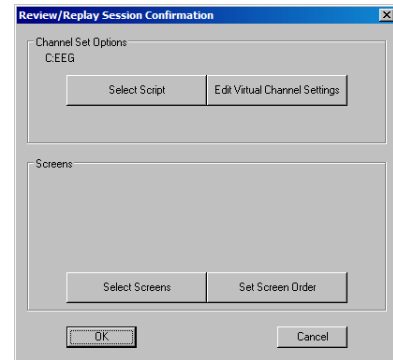 Review/Replay Session Confirmation
Channel Set Options
C:EEG
Select Script
Edit Virtual Channel Settings
Screens
Select Screens
Set Screen Order
OK
Cancel